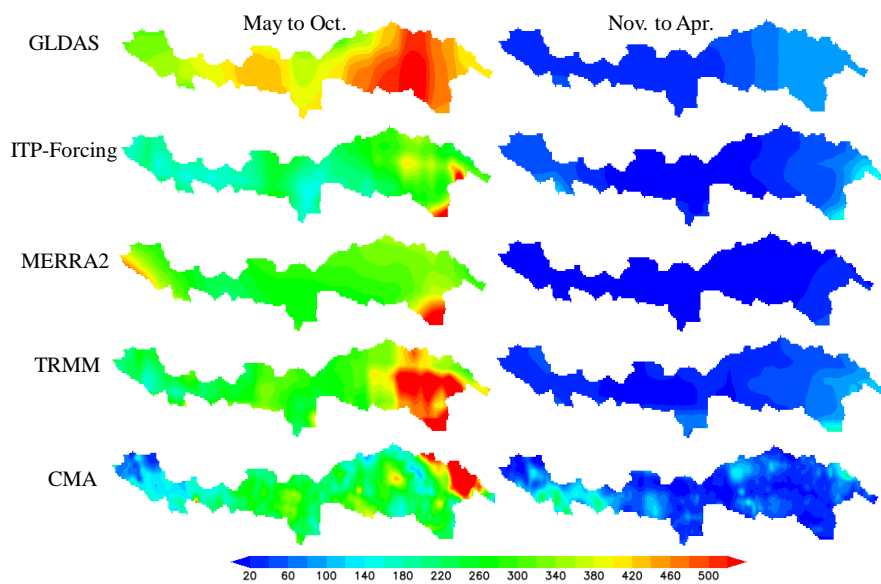 May to Oct. Nov. to Apr.
GLDAS
ITP-Forcing
MERRA2
TRMM
CMA
20 60 100 140 180 220 260 300 340 380 420 460 500